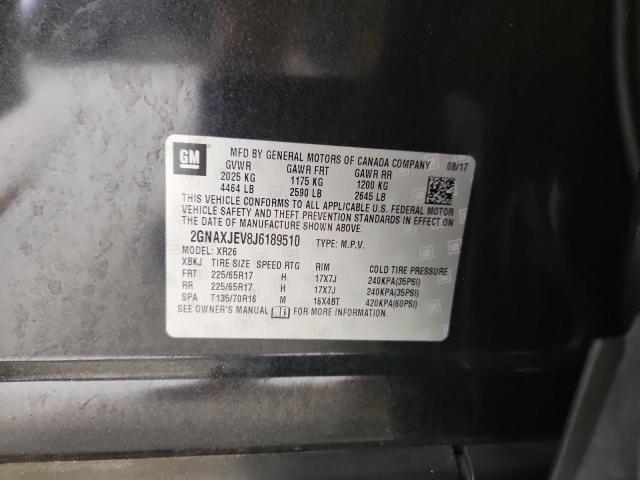 GM
MFD BY GENERAL MOTORS OF CANADA COMPANY 08/17
GVWR GAWR FRT GAWR RR
2025 KG 1175 KG 1200 KG
4464 LB 2590 LB 2645 LB
THIS VEHICLE CONFORMS TO ALL APPLICABLE U.S. FEDERAL MOTOR
VEHICLE SAFETY AND THEFT PREVENTION STANDARDS IN EFFECT ON
THE DATE OF MANUFACTURE SHOWN ABOVE.
2GNAXJEV8J6189510 TYPE: M.P.V.
MODEL: XR26
XBKJ TIRE SIZE SPEED RTG RIM COLD TIRE PRESSURE
FRT 225/65R17 H 17X7J 240KPA(35PSI)
RR 225/65R17 H 17X7J 240KPA(35PSI)
SPA T135/70R16 M 16X4BT 420KPA(60PSI)
SEE OWNER'S MANUAL FOR MORE INFORMATION.